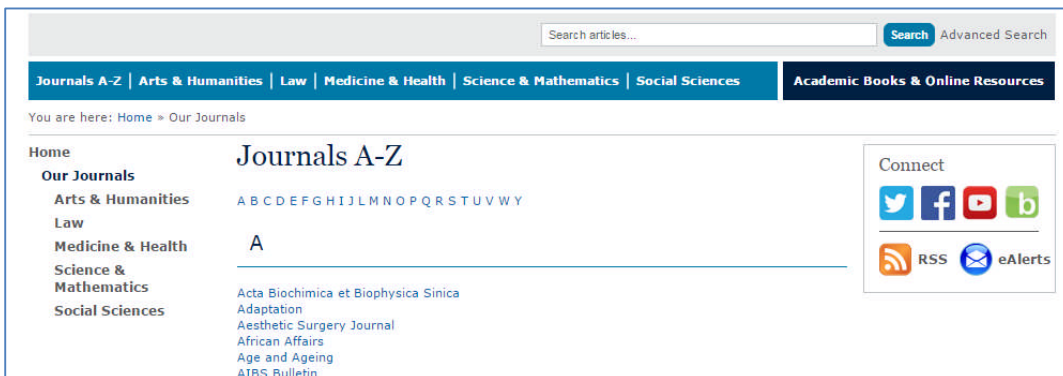 Search articles...
Search
Advanced Search
Journals A-Z | Arts & Humanities | Law | Medicine & Health | Science & Mathematics | Social Sciences
Academic Books & Online Resources
You are here: Home » Our Journals
Home
Our Journals
Arts & Humanities
Law
Medicine & Health
Science &
Mathematics
Social Sciences
Journals A-Z
A B C D E F G H I J L M N O P Q R S T U V W Y
A
Acta Biochimica et Biophysica Sinica
Adaptation
Aesthetic Surgery Journal
African Affairs
Age and Ageing
AIBS Bulletin
Connect
b
RSS
eAlerts